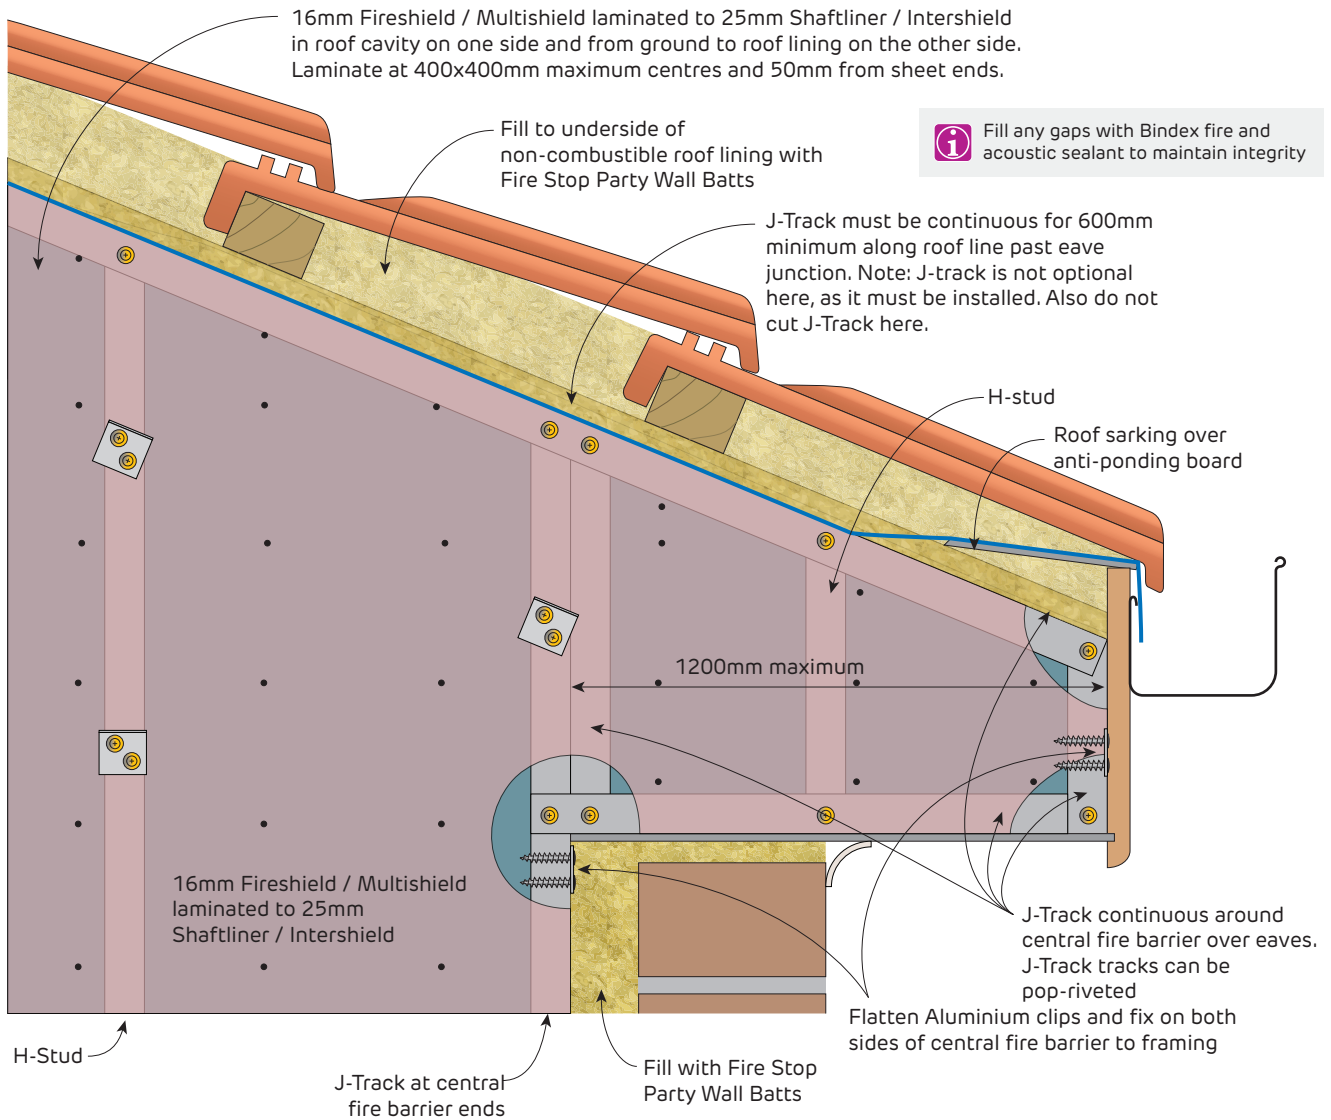 16mm Fireshield / Multishield laminated to 25mm Shaftliner / Intershield
in roof cavity on one side and from ground to roof lining on the other side.
Laminate at 400x400mm maximum centres and 50mm from sheet ends.
Fill to underside of
non-combustible roof lining with
Fire Stop Party Wall Batts
Fill any gaps with Bindex fire and
acoustic sealant to maintain integrity
J-Track must be continuous for 600mm
minimum along roof line past eave
junction. Note: J-track is not optional
here, as it must be installed. Also do not
cut J-Track here.
H-stud
Roof sarking over
anti-ponding board
1200mm maximum
16mm Fireshield / Multishield
laminated to 25mm
Shaftliner / Intershield
J-Track continuous around
central fire barrier over eaves.
J-Track tracks can be
pop-riveted
Flatten Aluminium clips and fix on both
sides of central fire barrier to framing
H-Stud
J-Track at central
fire barrier ends
Fill with Fire Stop
Party Wall Batts